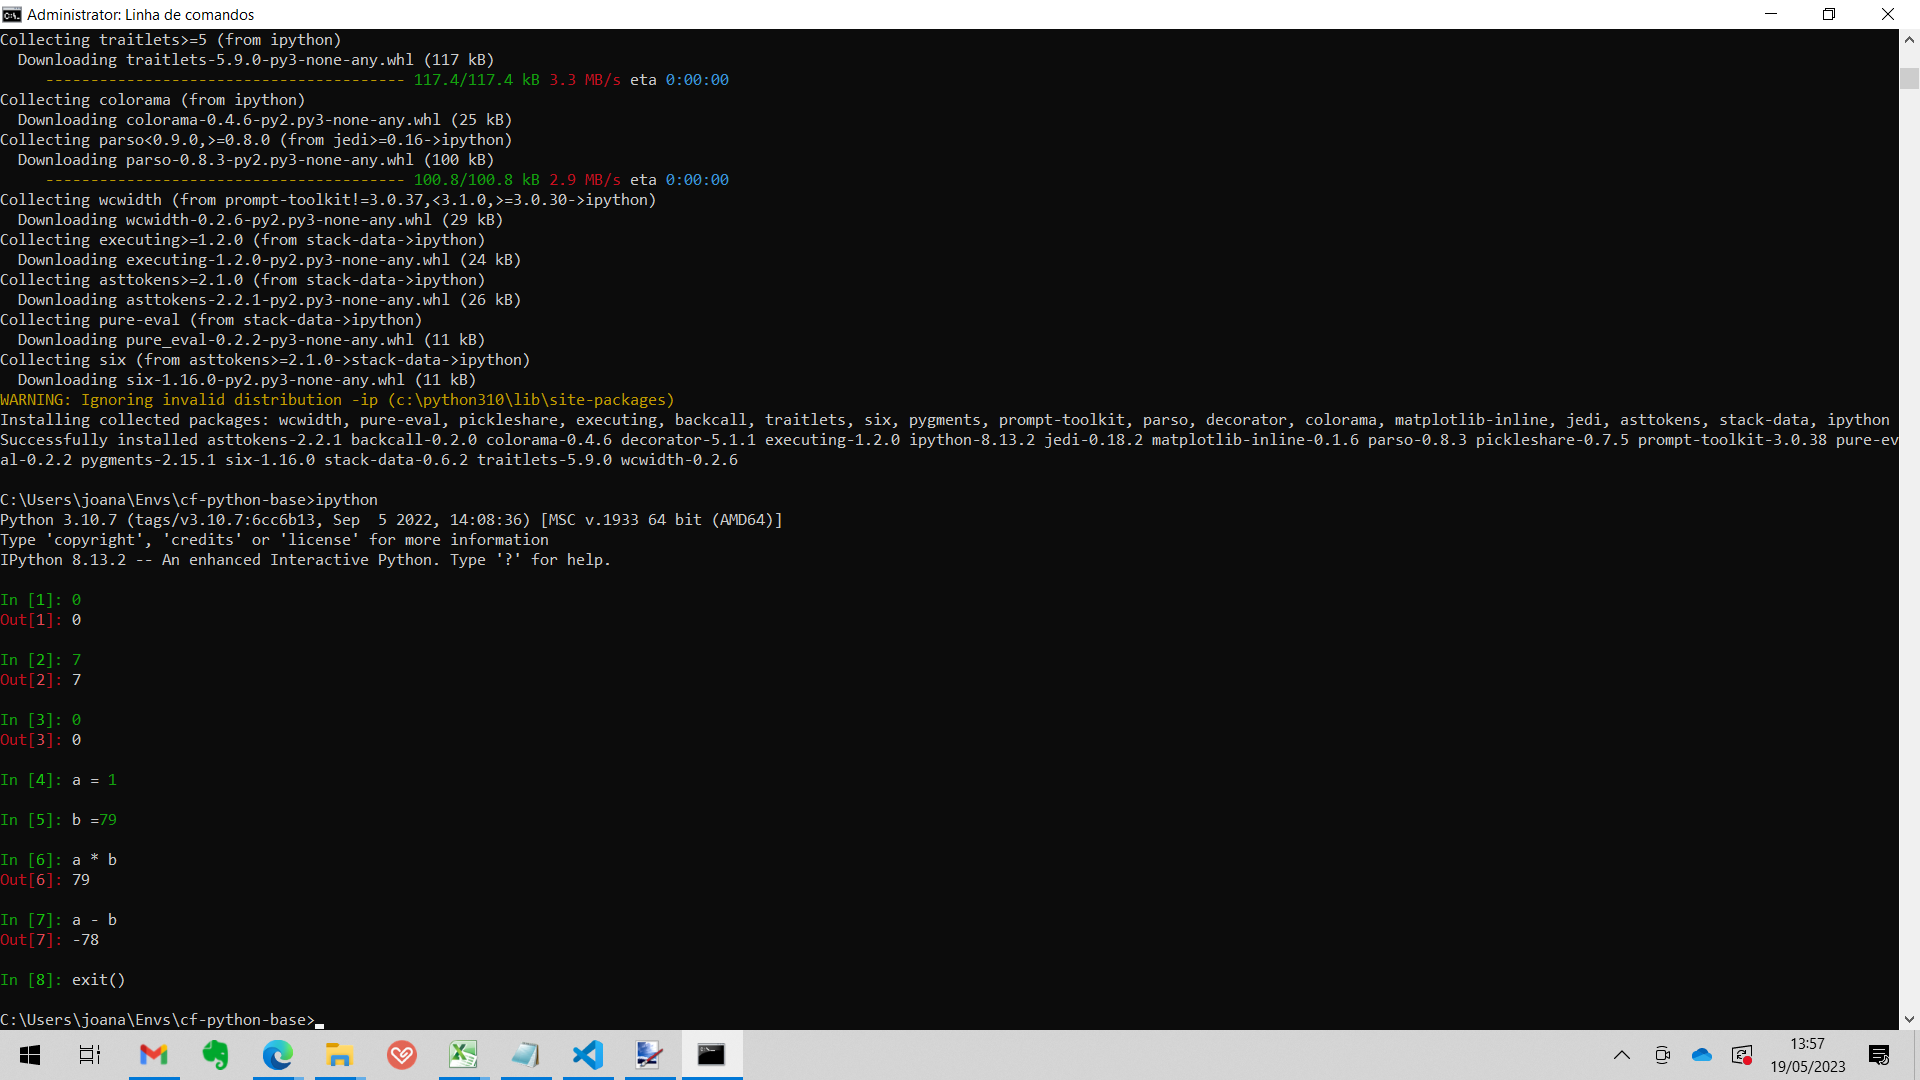 Administrator: Linha de comandos
Collecting traitlets>=5 (from ipython)
  Downloading traitlets-5.9.0-py3-none-any.whl (117 kB)
     ---------------------------------------- 117.4/117.4 kB 3.3 MB/s eta 0:00:00
Collecting colorama (from ipython)
  Downloading colorama-0.4.6-py2.py3-none-any.whl (25 kB)
Collecting parso<0.9.0,>=0.8.0 (from jedi>=0.16->ipython)
  Downloading parso-0.8.3-py2.py3-none-any.whl (100 kB)
     ---------------------------------------- 100.8/100.8 kB 2.9 MB/s eta 0:00:00
Collecting wcwidth (from prompt-toolkit!=3.0.37,<3.1.0,>=3.0.30->ipython)
  Downloading wcwidth-0.2.6-py2.py3-none-any.whl (29 kB)
Collecting executing>=1.2.0 (from stack-data->ipython)
  Downloading executing-1.2.0-py2.py3-none-any.whl (24 kB)
Collecting asttokens>=2.1.0 (from stack-data->ipython)
  Downloading asttokens-2.2.1-py2.py3-none-any.whl (26 kB)
Collecting pure-eval (from stack-data->ipython)
  Downloading pure_eval-0.2.2-py3-none-any.whl (11 kB)
Collecting six (from asttokens>=2.1.0->stack-data->ipython)
  Downloading six-1.16.0-py2.py3-none-any.whl (11 kB)
WARNING: Ignoring invalid distribution -ip (c:\python310\lib\site-packages)
Installing collected packages: wcwidth, pure-eval, pickleshare, executing, backcall, traitlets, six, pygments, prompt-toolkit, parso, decorator, colorama, matplotlib-inline, jedi, asttokens, stack-data, ipython
Successfully installed asttokens-2.2.1 backcall-0.2.0 colorama-0.4.6 decorator-5.1.1 executing-1.2.0 ipython-8.13.2 jedi-0.18.2 matplotlib-inline-0.1.6 parso-0.8.3 pickleshare-0.7.5 prompt-toolkit-3.0.38 pure-ev
al-0.2.2 pygments-2.15.1 six-1.16.0 stack-data-0.6.2 traitlets-5.9.0 wcwidth-0.2.6
C:\Users\joana\Envs\cf-python-base>ipython
Python 3.10.7 (tags/v3.10.7:6cc6b13, Sep  5 2022, 14:08:36) [MSC v.1933 64 bit (AMD64)]
Type 'copyright', 'credits' or 'license' for more information
IPython 8.13.2 -- An enhanced Interactive Python. Type '?' for help.
In [1]: 0
Out[1]: 0
In [2]: 7
Out[2]: 7
In [3]: 0
Out[3]: 0
In [4]: a = 1
In [5]: b =79
In [6]: a * b
Out[6]: 79
In [7]: a - b
Out[7]: -78
In [8]: exit()
C:\Users\joana\Envs\cf-python-base>
13:57
19/05/2023